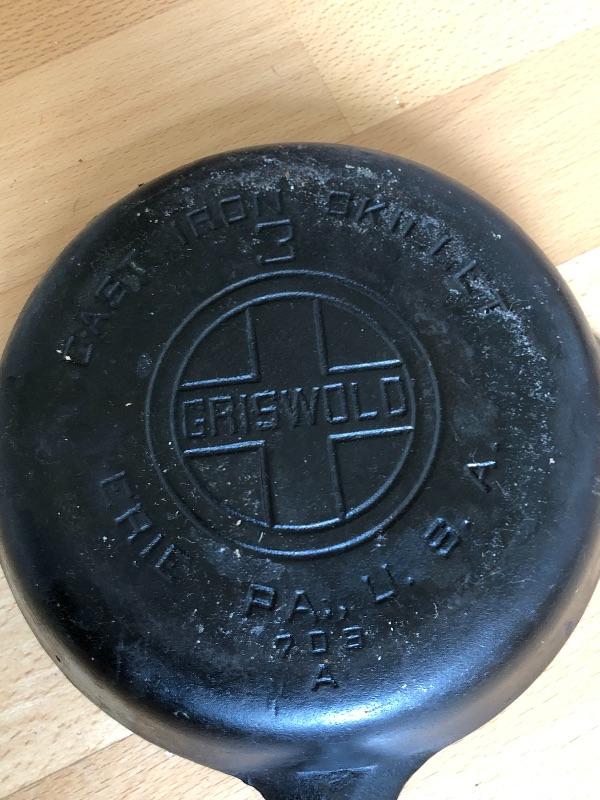 CAST IRON SKILLET
3
GRISWOLD
ERIE PA., U.S.A.
703
A